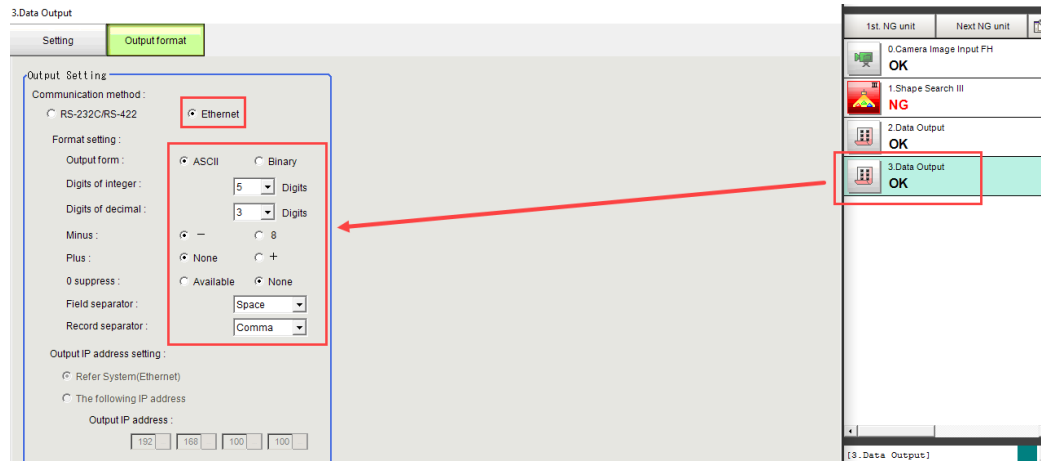 3.Data Output
Setting
Output format
Output Setting
Communication method :
RS-232C/RS-422
Ethernet
Format setting :
Output form :
ASCII
Binary
Digits of integer :
5
Digits
Digits of decimal :
3
Digits
Minus :
−
8
Plus :
None
+
0 suppress :
Available
None
Field separator :
Space
Record separator :
Comma
Output IP address setting :
Refer System(Ethernet)
The following IP address
Output IP address :
192
168
100
100
1st. NG unit
Next NG unit
0.Camera Image Input FH
OK
1.Shape Search III
NG
2.Data Output
OK
3.Data Output
OK
[3.Data Output]